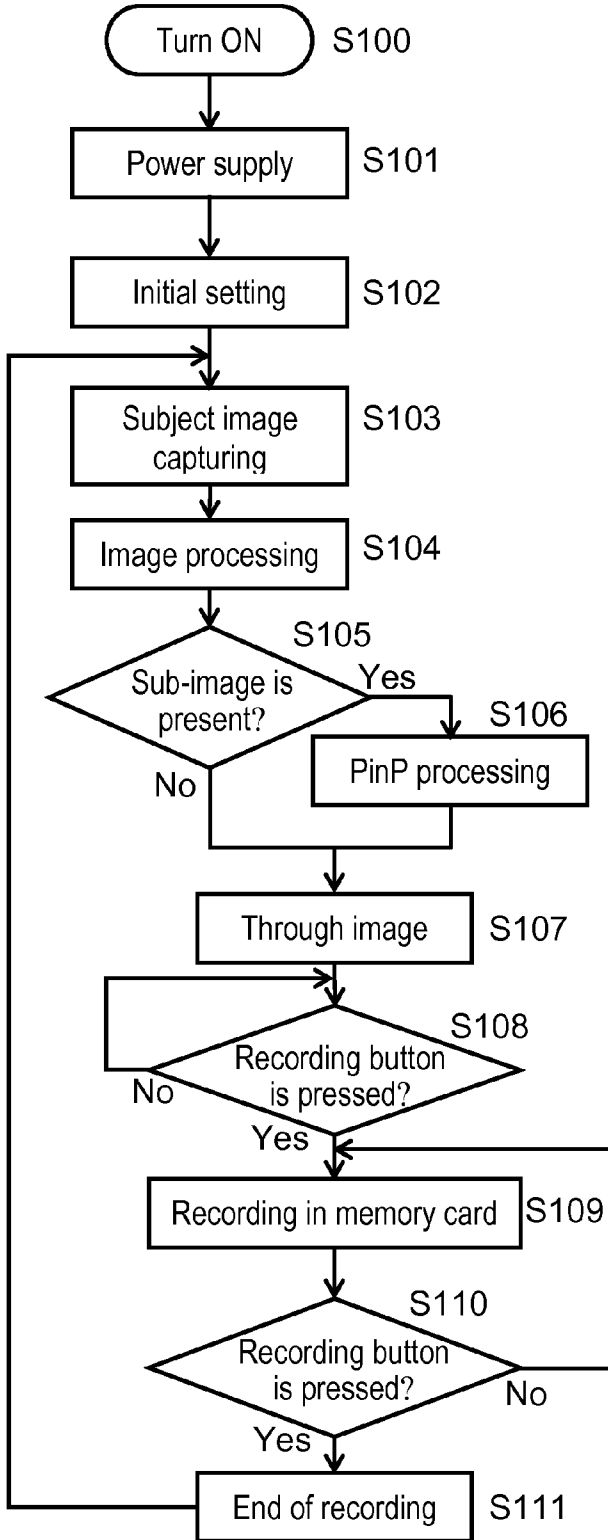 Turn ON
S100
Power supply
S101
Initial setting
S102
Subject image
capturing
S103
Image processing
S104
S105
Sub-image is
present?
Yes
No
S106
PinP processing
Through image
S107
S108
Recording button
is pressed?
No
Yes
Recording in memory card
S109
S110
Recording button
is pressed?
No
Yes
End of recording
S111